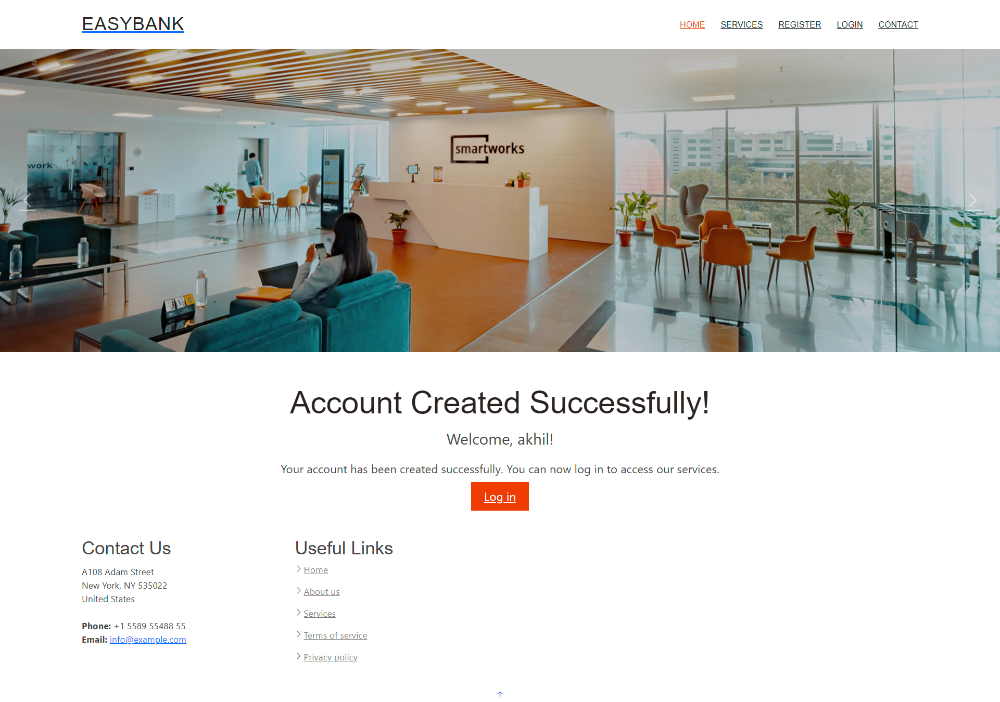 EASYBANK
HOME SERVICES REGISTER LOGIN CONTACT
smartworks
works
Account Created Successfully!
Welcome, akhil!
Your account has been created successfully. You can now log in to access our services.
Log in
Contact Us
A108 Adam Street
New York, NY 535022
United States
Phone: +1 5589 55488 55
Email: info@example.com
Useful Links
Home
About us
Services
Terms of service
Privacy policy